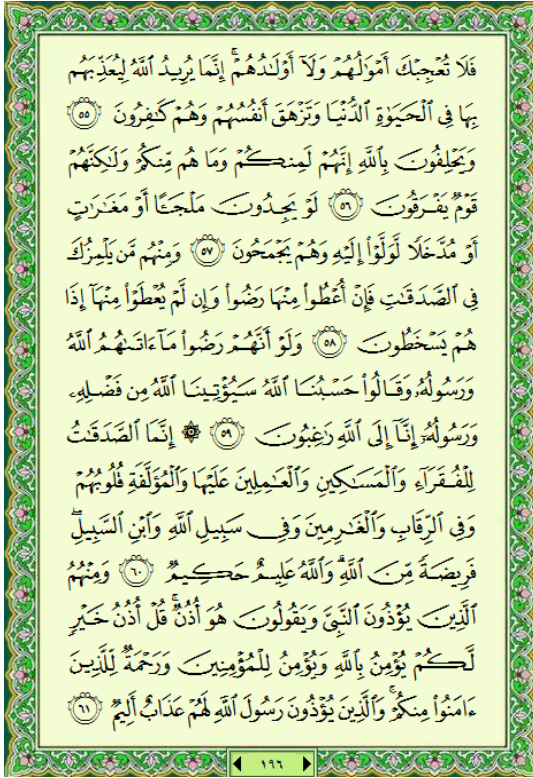 فَلَا تُعْجِبْكَ أَمْوَٰلُهُمْ وَلَآ أَوْلَـٰدُهُمْ ۚ إِنَّمَا يُرِيدُ ٱللَّهُ لِيُعَذِّبَهُم
بِهَا فِى ٱلْحَيَوٰةِ ٱلدُّنْيَا وَتَزْهَقَ أَنفُسُهُمْ وَهُمْ كَـٰفِرُونَ ٥٥
وَيَحْلِفُونَ بِٱللَّهِ إِنَّهُمْ لَمِنكُمْ وَمَا هُم مِّنكُمْ وَلَـٰكِنَّهُمْ
قَوْمٌ يَفْرَقُونَ ٥٦ لَوْ يَجِدُونَ مَلْجَـًٔا أَوْ مَغَـٰرَٰتٍ
أَوْ مُدَّخَلًا لَّوَلَّوْا۟ إِلَيْهِ وَهُمْ يَجْمَحُونَ ٥٧ وَمِنْهُم مَّن يَلْمِزُكَ
فِى ٱلصَّدَقَـٰتِ فَإِنْ أُعْطُوا۟ مِنْهَا رَضُوا۟ وَإِن لَّمْ يُعْطَوْا۟ مِنْهَآ إِذَا
هُمْ يَسْخَطُونَ ٥٨ وَلَوْ أَنَّهُمْ رَضُوا۟ مَآ ءَاتَىٰهُمُ ٱللَّهُ
وَرَسُولُهُۥ وَقَالُوا۟ حَسْبُنَا ٱللَّهُ سَيُؤْتِينَا ٱللَّهُ مِن فَضْلِهِۦ
وَرَسُولُهُۥٓ إِنَّآ إِلَى ٱللَّهِ رَٰغِبُونَ ٥٩ ۞ إِنَّمَا ٱلصَّدَقَـٰتُ
لِلْفُقَرَآءِ وَٱلْمَسَـٰكِينِ وَٱلْعَـٰمِلِينَ عَلَيْهَا وَٱلْمُؤَلَّفَةِ قُلُوبُهُمْ
وَفِى ٱلرِّقَابِ وَٱلْغَـٰرِمِينَ وَفِى سَبِيلِ ٱللَّهِ وَٱبْنِ ٱلسَّبِيلِ ۖ
فَرِيضَةً مِّنَ ٱللَّهِ ۗ وَٱللَّهُ عَلِيمٌ حَكِيمٌ ٦٠ وَمِنْهُمُ
ٱلَّذِينَ يُؤْذُونَ ٱلنَّبِىَّ وَيَقُولُونَ هُوَ أُذُنٌ ۚ قُلْ أُذُنُ خَيْرٍ
لَّكُمْ يُؤْمِنُ بِٱللَّهِ وَيُؤْمِنُ لِلْمُؤْمِنِينَ وَرَحْمَةٌ لِّلَّذِينَ
ءَامَنُوا۟ مِنكُمْ ۚ وَٱلَّذِينَ يُؤْذُونَ رَسُولَ ٱللَّهِ لَهُمْ عَذَابٌ أَلِيمٌ ٦١
١٩٦